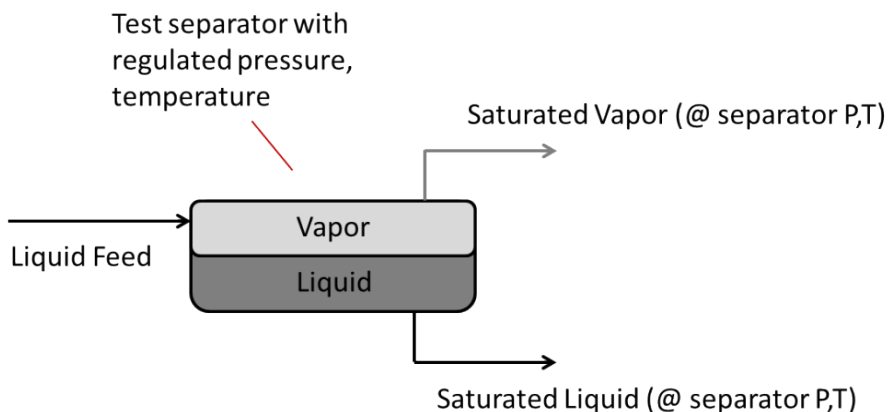 Test separator with
regulated pressure,
temperature
Saturated Vapor (@ separator P,T)
Vapor
Liquid Feed
Liquid
Saturated Liquid (@ separator P,T)